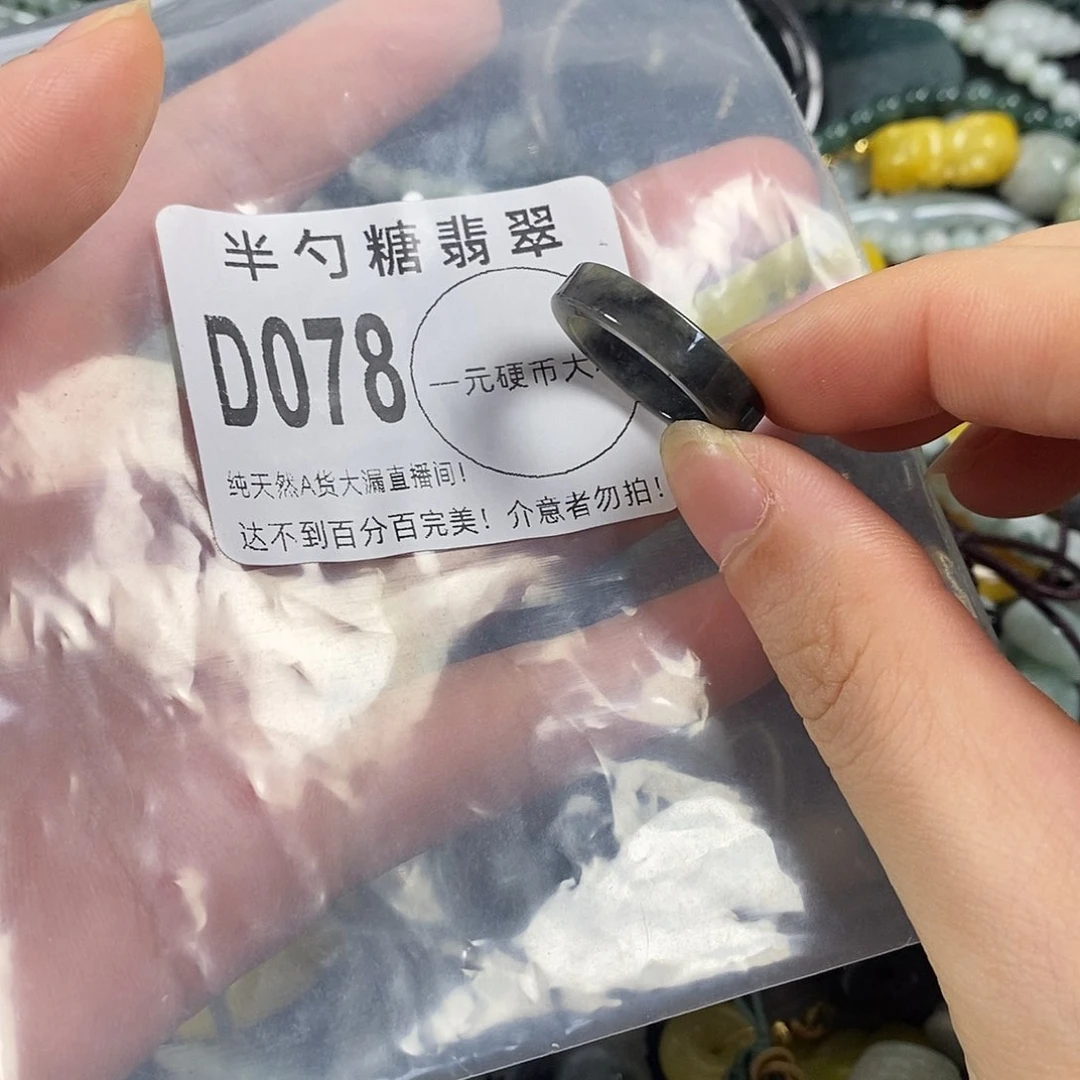 半勺糖翡翠
D078
一元硬币大
纯天然A货大漏直播间！
达不到百分百完美！介意者勿拍！